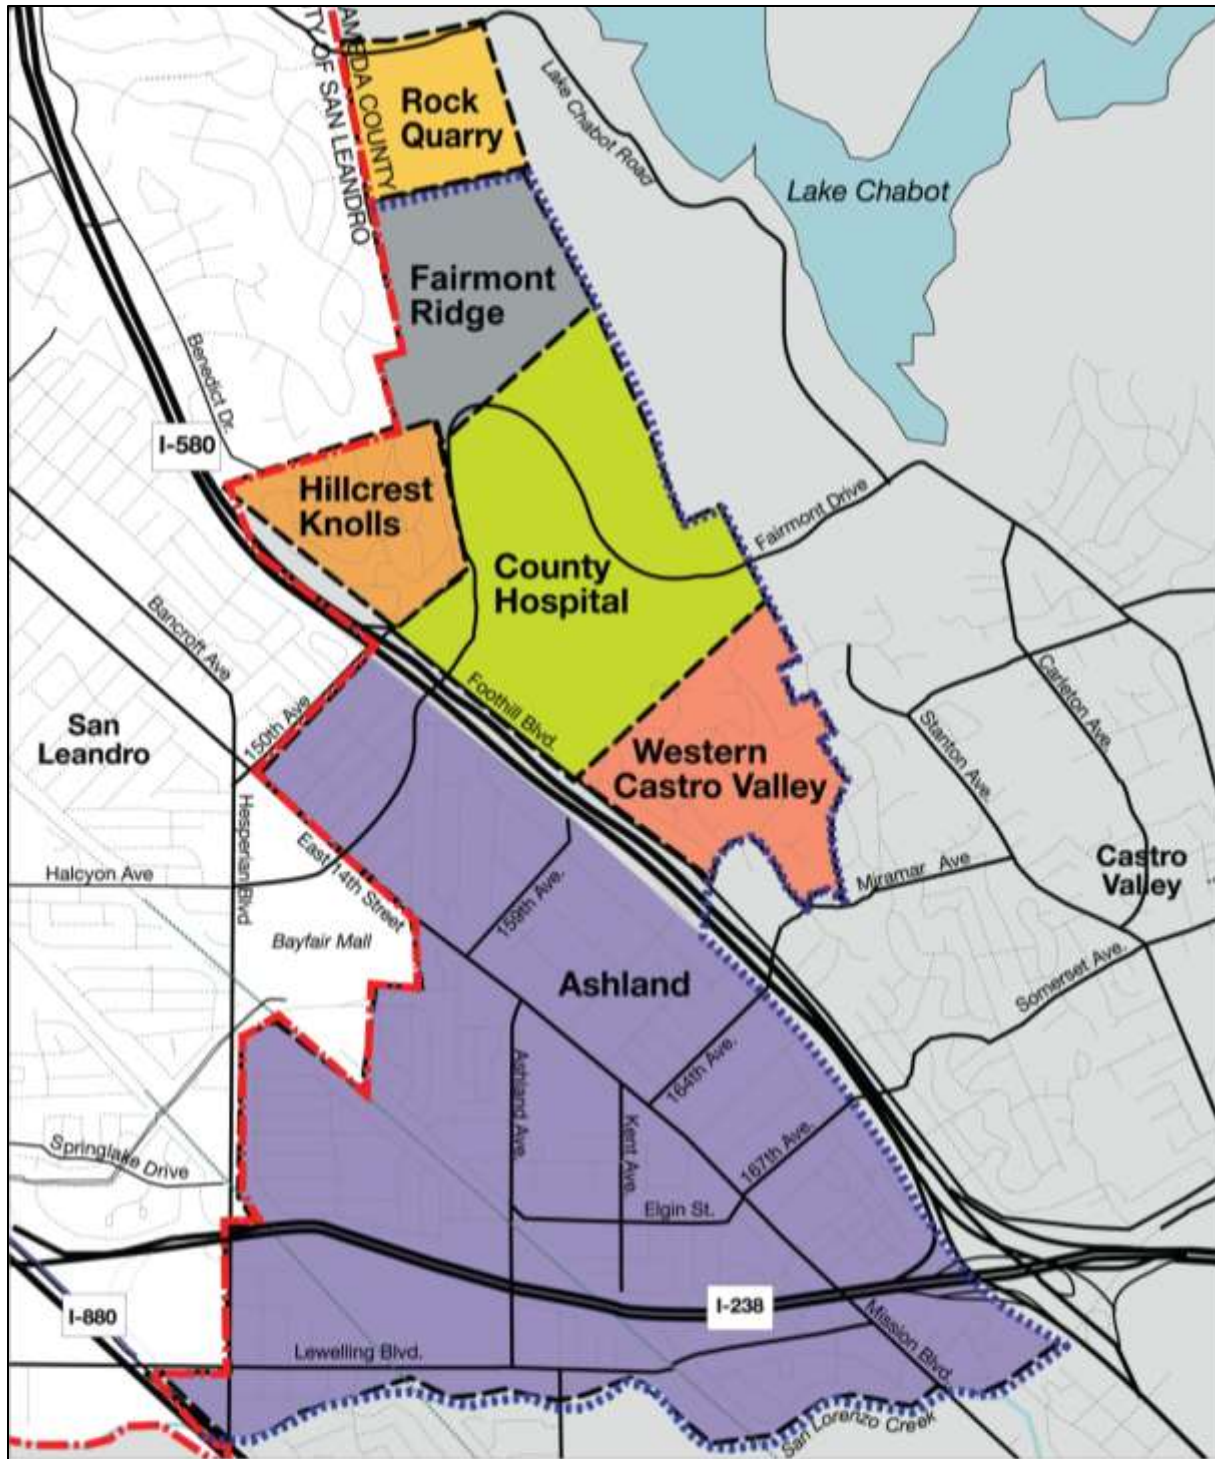 AMEDA COUNTY
TY OF SAN LEANDRO
Rock
Quarry
Lake Chabot Road
Lake Chabot
Fairmont
Ridge
Benedict Dr.
I-580
Hillcrest
Knolls
Fairmont Drive
County
Hospital
Bancroft Ave
Carleton Ave.
Stanton Ave.
150th Ave
Foothill Blvd.
San
Leandro
Western
Castro Valley
Hesperian Blvd
East 14th Street
Halcyon Ave
159th Ave.
Miramar Ave
Castro
Valley
Bayfair Mall
Ashland
Somerset Ave.
Ashland Ave.
164th Ave.
Kent Ave.
167th Ave.
Springlake Drive
Elgin St.
I-880
I-238
Mission Blvd.
Lewelling Blvd.
San Lorenzo Creek